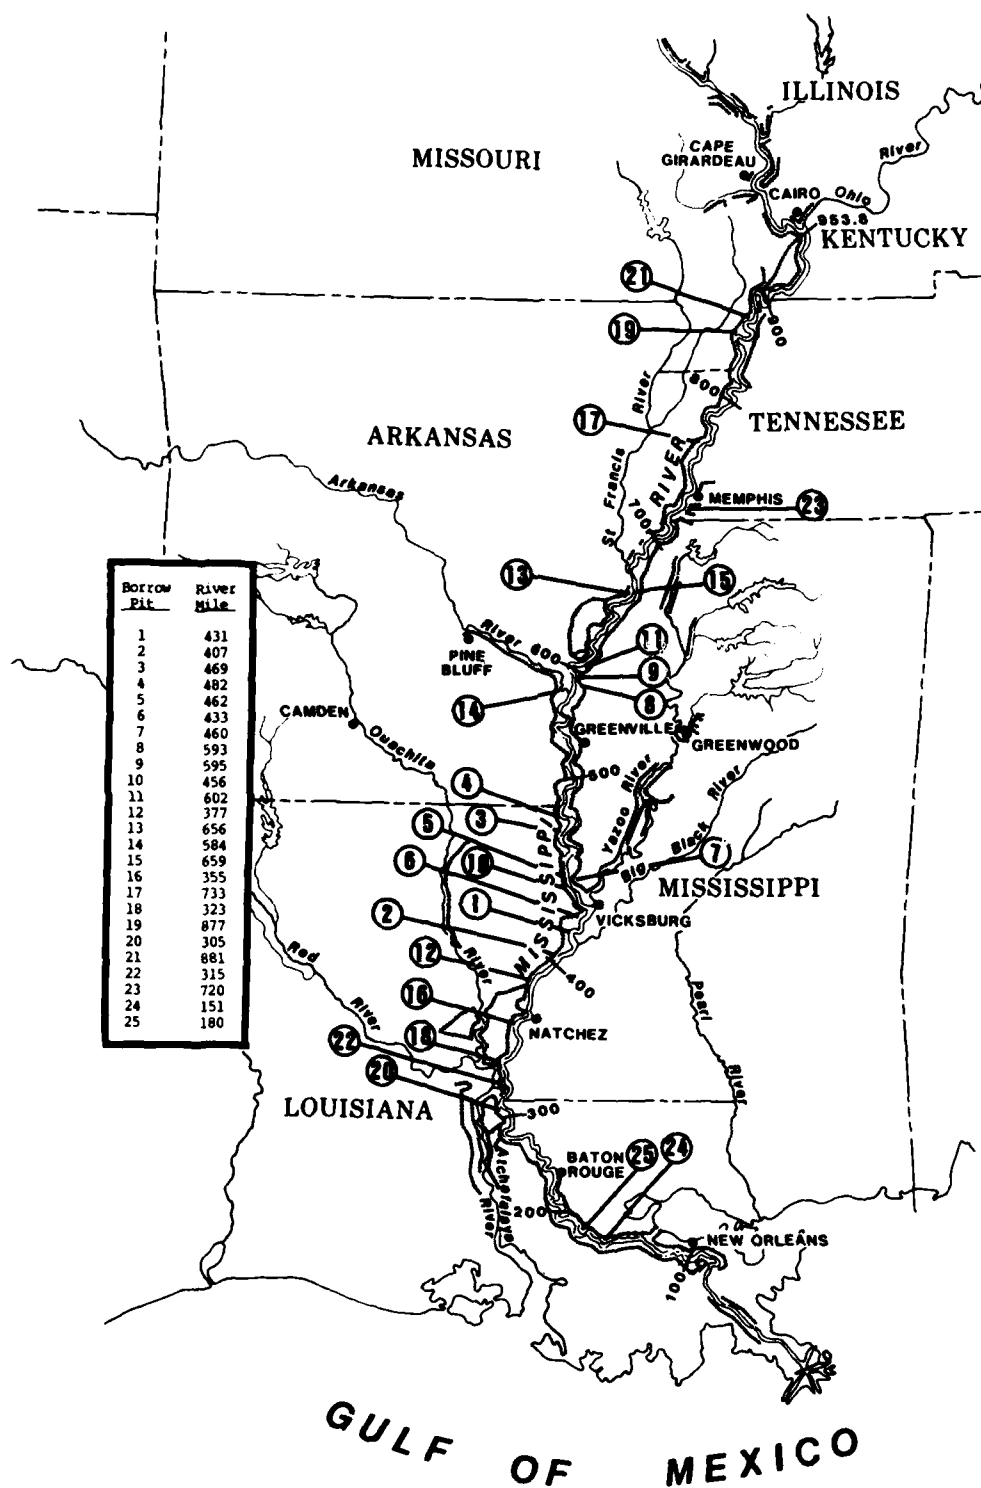 ILLINOIS
MISSOURI
CAPE
GIRARDEAU
River
CAIRO
Ohio
953.8
KENTUCKY
21
19
900
800
River
17
TENNESSEE
ARKANSAS
RIVER
Arkansas
St Francis
700
MEMPHIS
23
13
15
Borrow River
Pit Mile
1 431
2 407
3 469
4 482
5 462
6 433
7 460
8 593
9 595
10 456
11 602
12 377
13 656
14 584
15 659
16 355
17 733
18 323
19 877
20 305
21 881
22 315
23 720
24 151
25 180
River
600
PINE
BLUFF
11
9
8
14
CAMDEN
Ouachita
GREENVILLE
GREENWOOD
500
River
River
4
3
5
Yazoo
Black
Big
7
6
10
MISSISSIPPI
MISSISSIPPI
1
2
VICKSBURG
12
River
400
Red
River
Pearl
16
NATCHEZ
18
22
20
River
LOUISIANA
300
BATON
ROUGE
25
24
Atchafalaya
River
200
NEW ORLEANS
100
GULF OF MEXICO